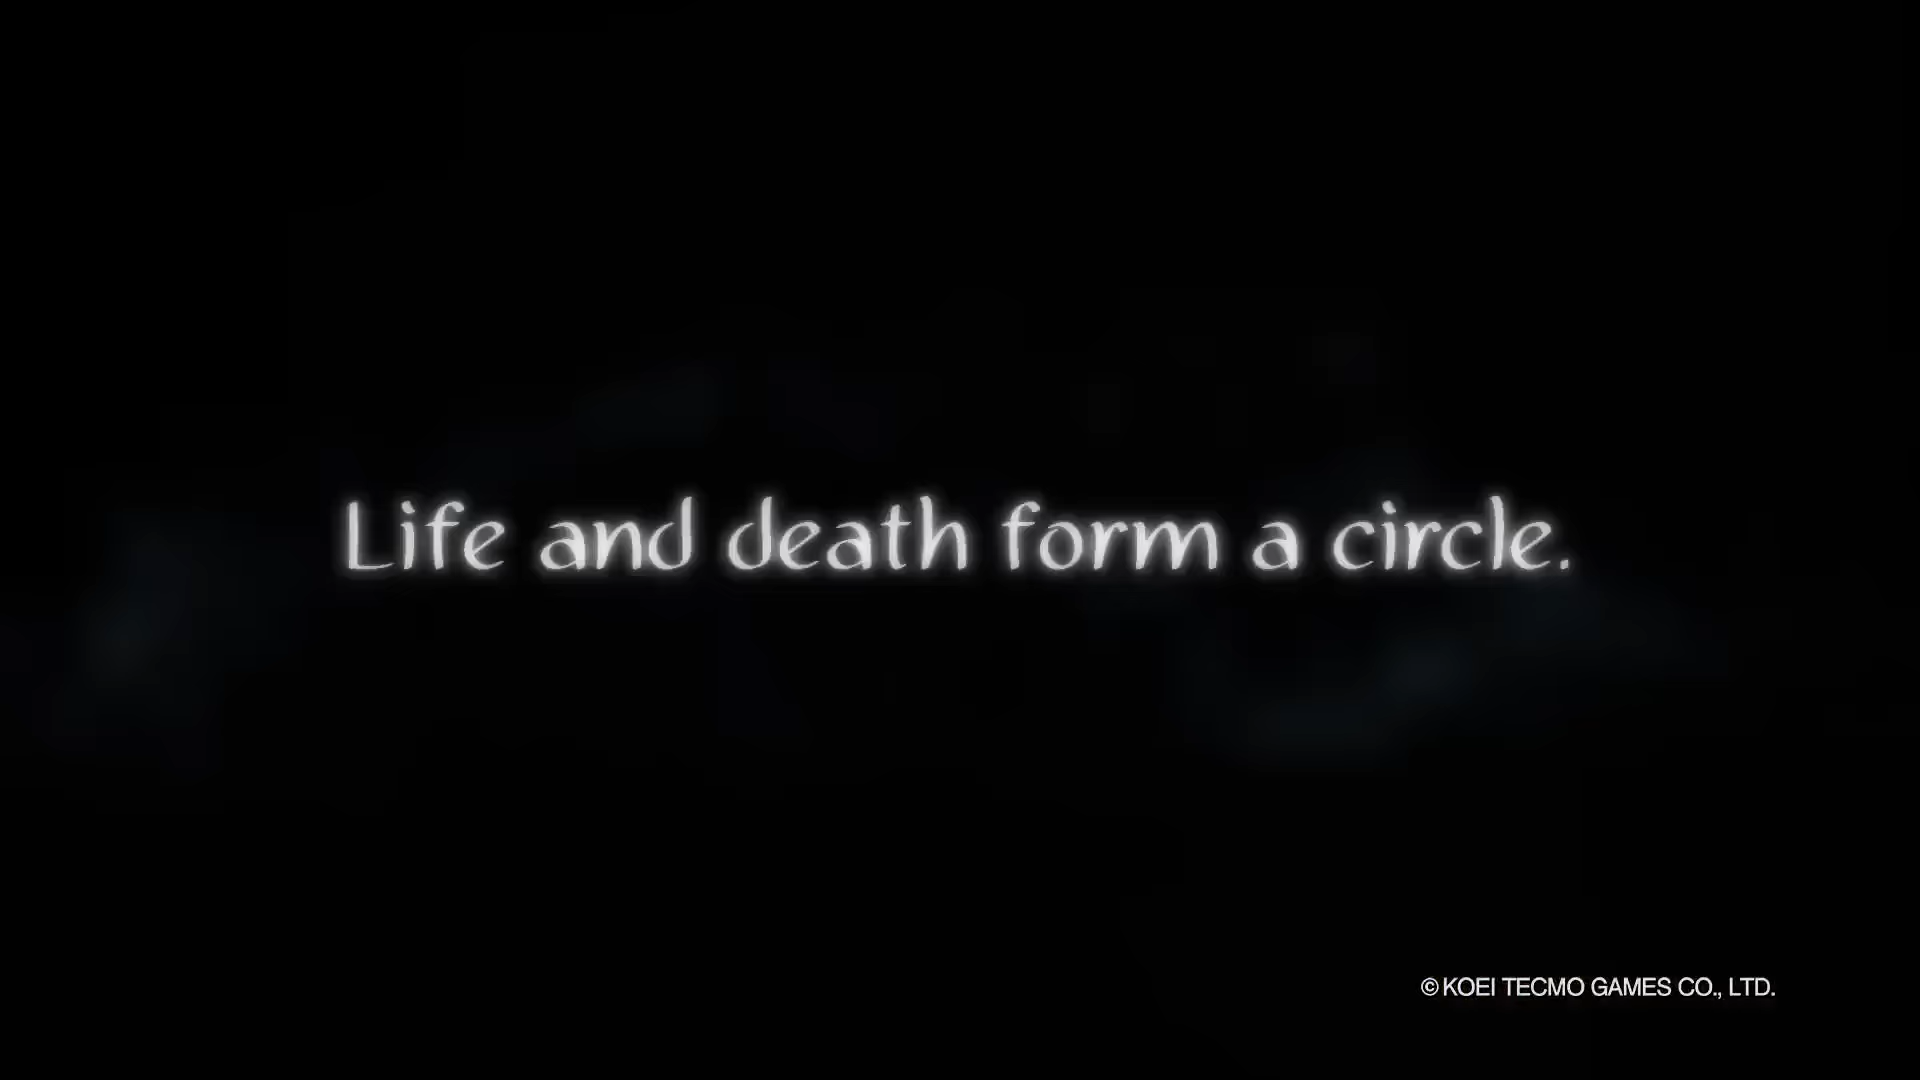 Life and death form a circle.
© KOEI TECMO GAMES CO., LTD.